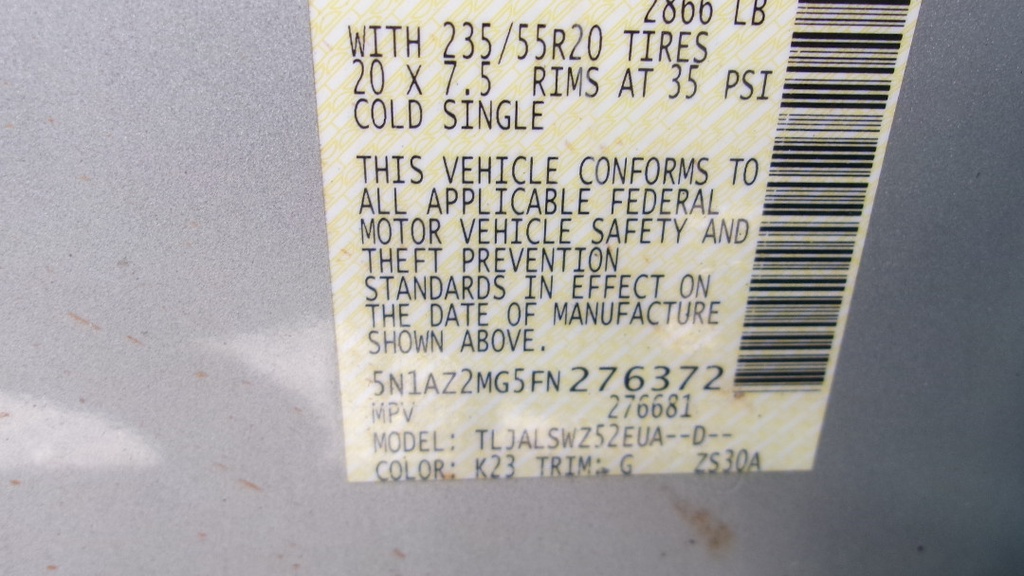 2866 LB
WITH 235/55R20 TIRES
20 X 7.5 RIMS AT 35 PSI
COLD SINGLE
THIS VEHICLE CONFORMS TO
ALL APPLICABLE FEDERAL
MOTOR VEHICLE SAFETY AND
THEFT PREVENTION
STANDARDS IN EFFECT ON
THE DATE OF MANUFACTURE
SHOWN ABOVE.
5N1AZ2MG5FN276372
MPV 276681
MODEL: TLJALSWZ52EUA--D--
COLOR: K23 TRIM: G ZS30A